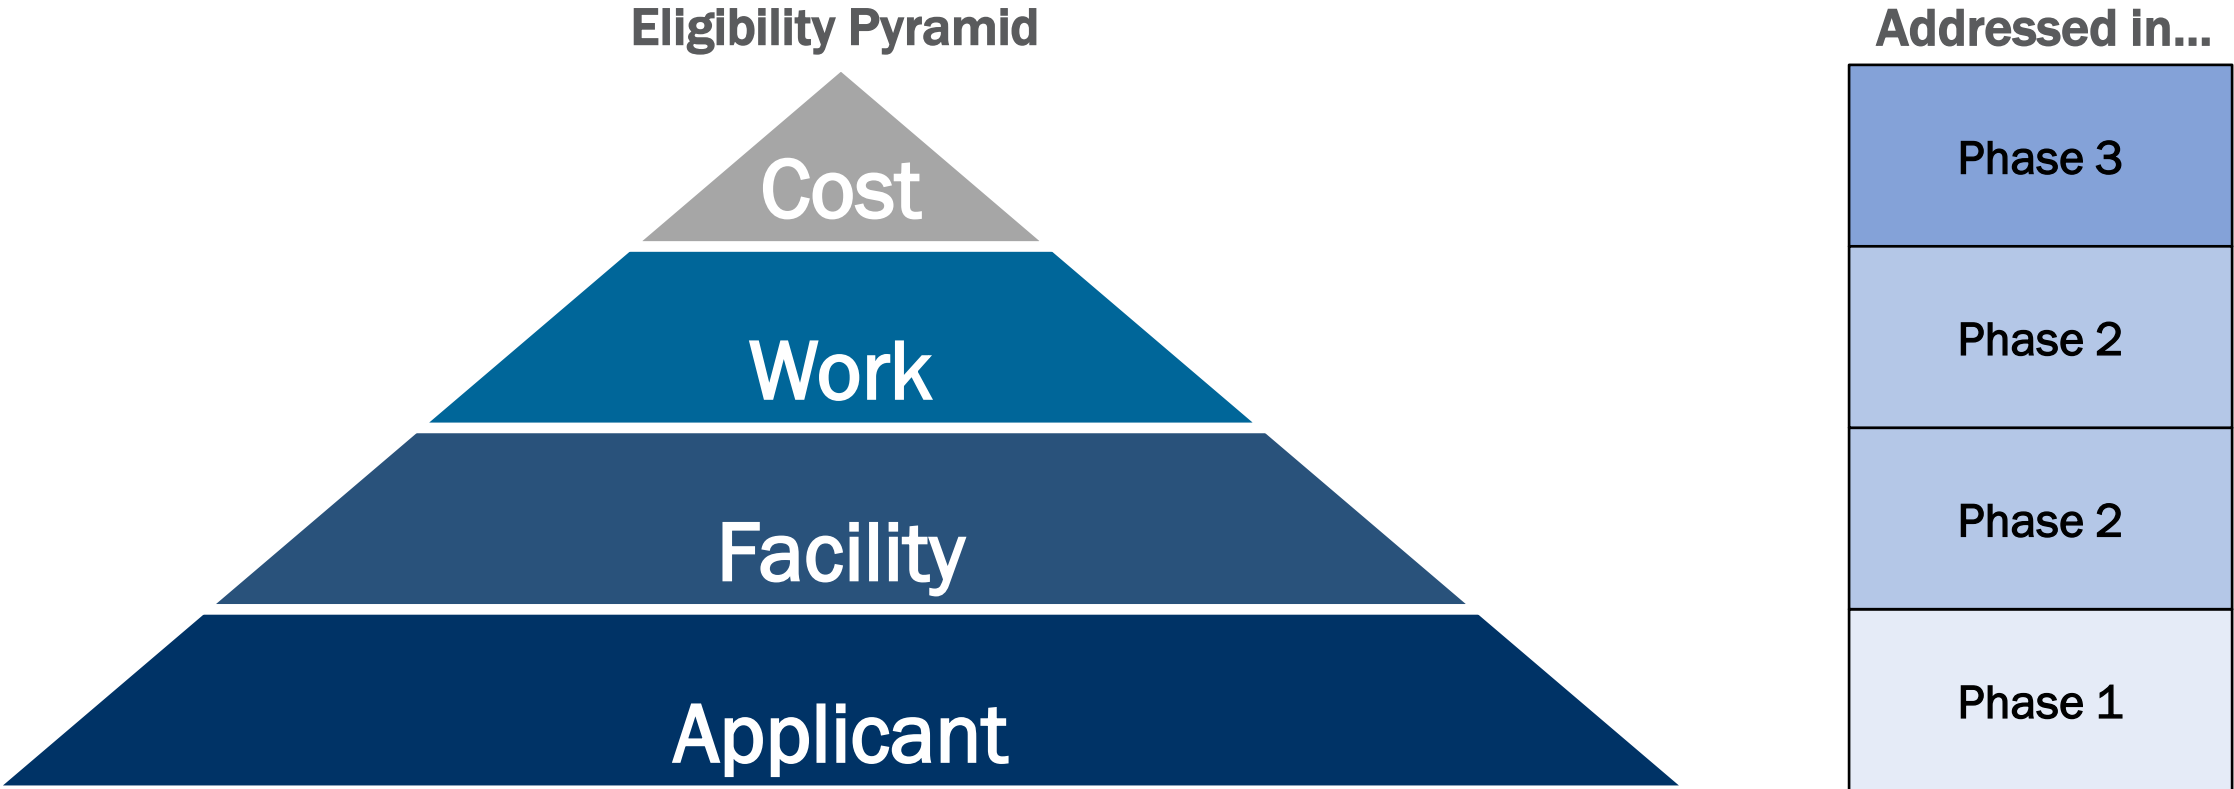 Eligibility Pyramid
Addressed in...
Cost
Phase 3
Work
Phase 2
Facility
Phase 2
Applicant
Phase 1